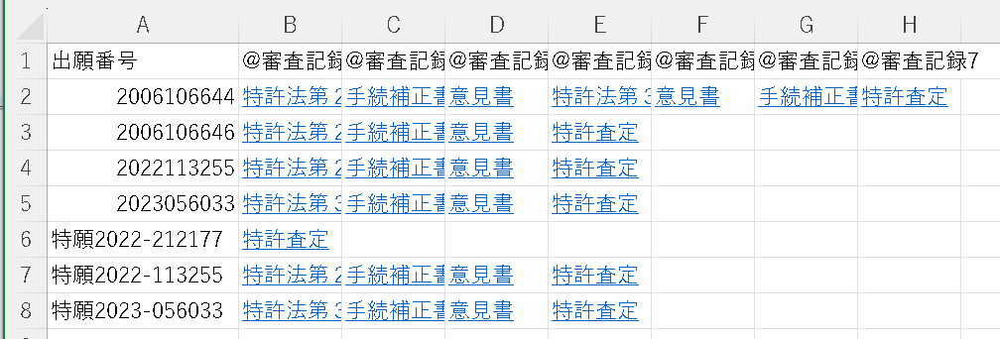 A B C D E F G H
1 出願番号 @審査記録 @審査記録 @審査記録 @審査記録 @審査記録 @審査記録 @審査記録7
2 2006106644 特許法第2 手続補正書 意見書 特許法第3 意見書 手続補正書 特許査定
3 2006106646 特許法第2 手続補正書 意見書 特許査定
4 2022113255 特許法第2 手続補正書 意見書 特許査定
5 2023056033 特許法第3 手続補正書 意見書 特許査定
6 特願2022-212177 特許査定
7 特願2022-113255 特許法第2 手続補正書 意見書 特許査定
8 特願2023-056033 特許法第3 手続補正書 意見書 特許査定